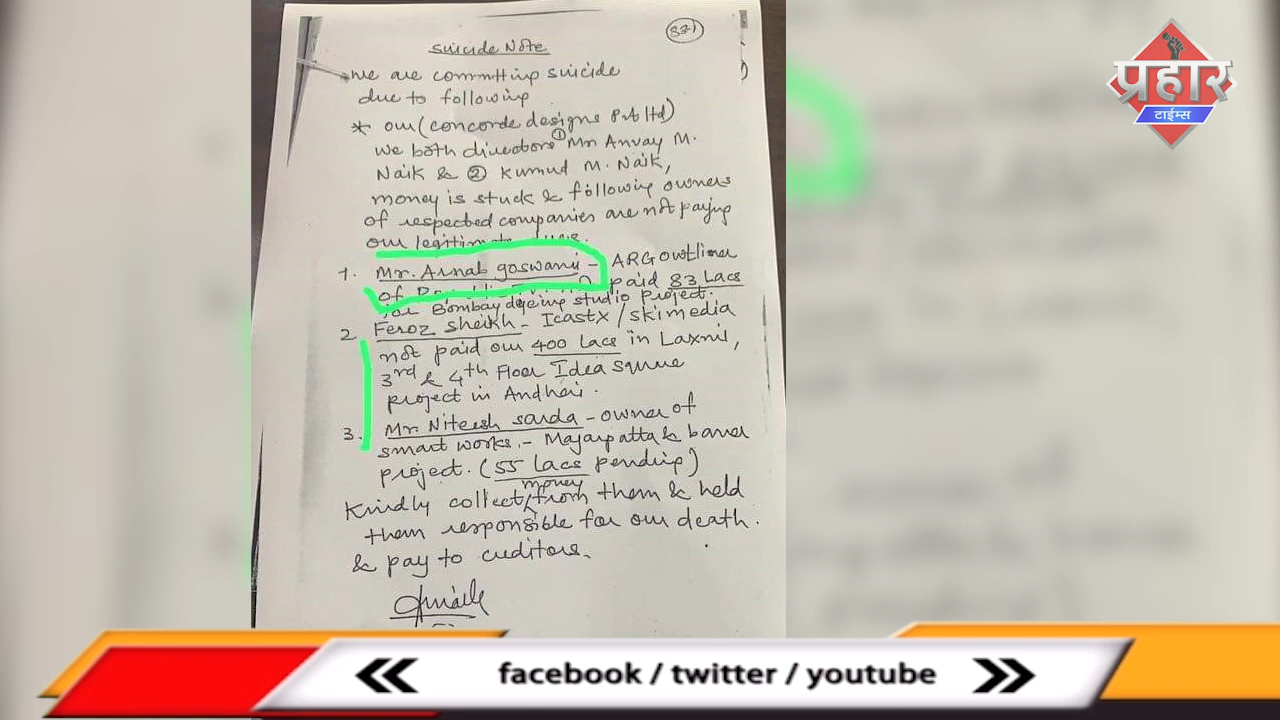 371
Suicide Note
We are committing suicide
due to following
* our (concorde designs Pvt ltd)
We both directors ① Mr Anvay M.
Naik & ② Kumud M. Naik,
money is stuck & following owners
of respected companies are not paying
our legitimate
1. Mr. Arnab goswami - ARG outlier
of paid 83 Lacs
for Bombay dyeing studio project.
2 Feroz Sheikh - Icastx / skimedia
not paid our 400 lacs in Laxmi,
3rd & 4th Floor Idea square
project in Andheri.
3. Mr. Niteesh sarda - owner of
smart works. - Magarpatta & baner
project. (55 lacs pending)
Kindly collect money from them & held
them responsible for our death.
& pay to creditors.
प्रहार
टाईम्स
facebook / twitter / youtube